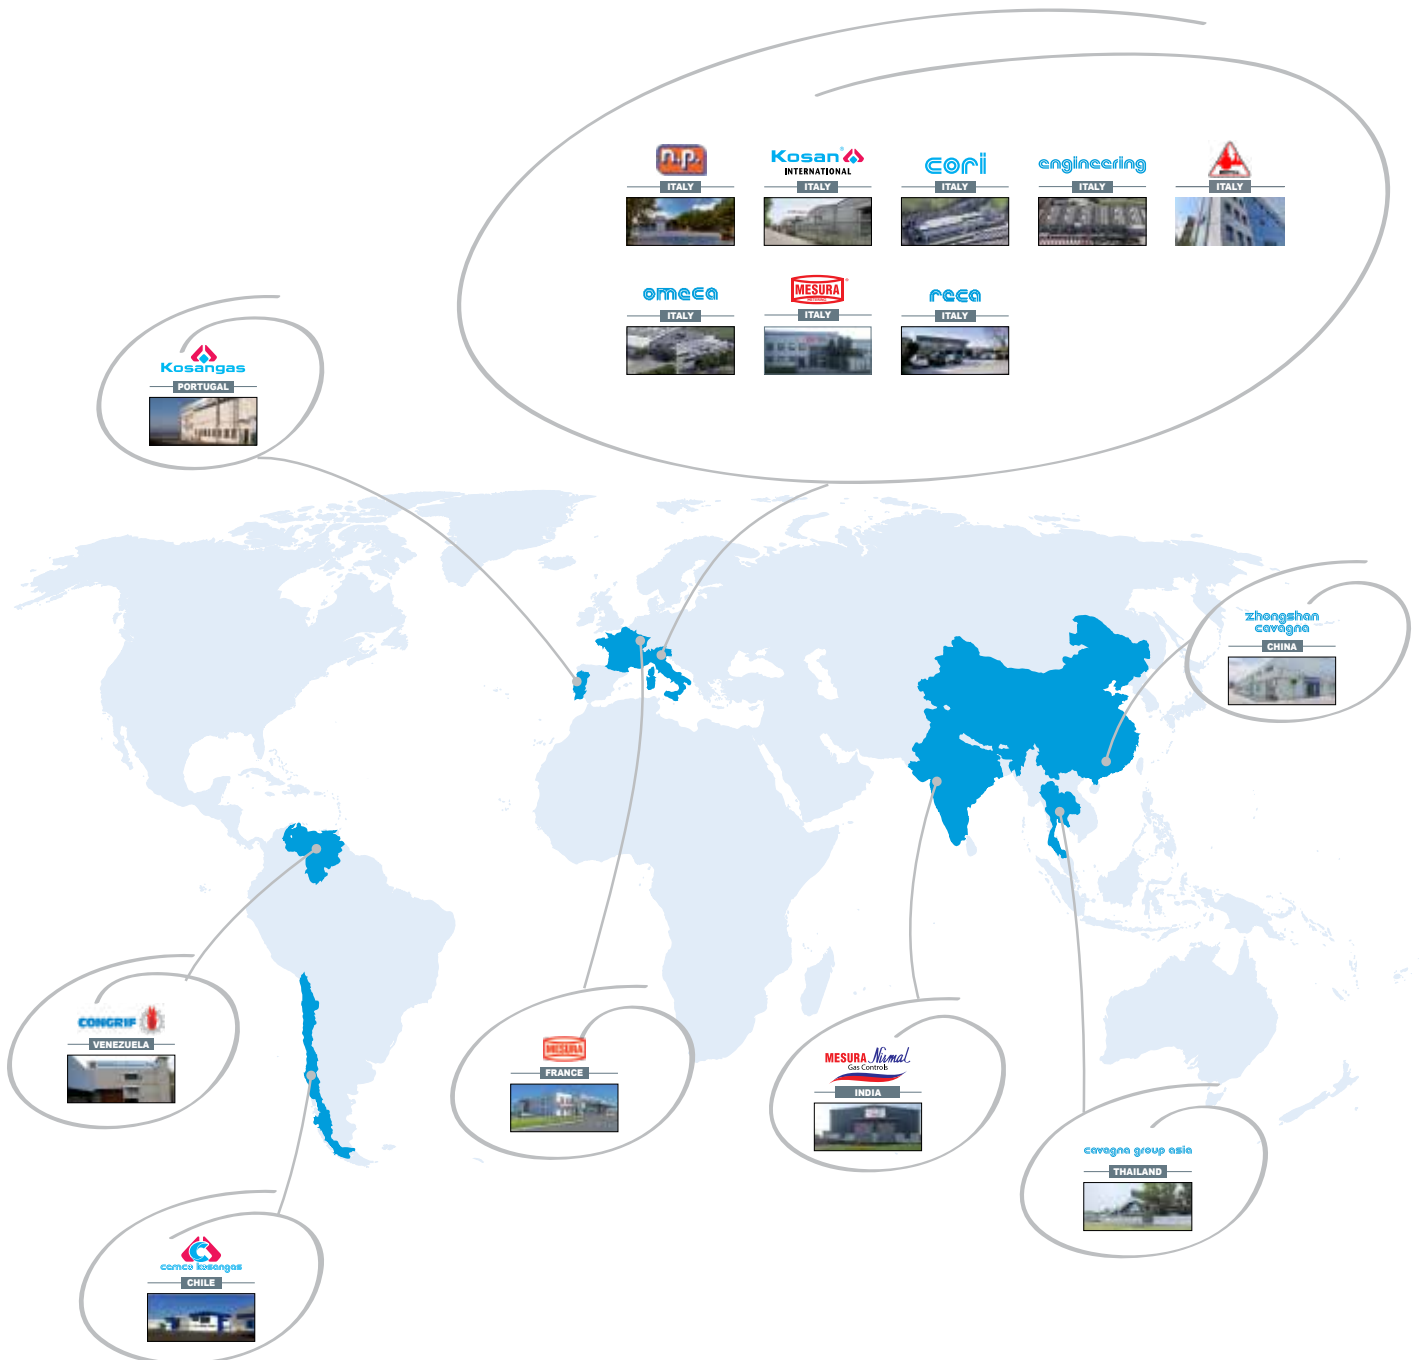 n.p.
Kosan®
INTERNATIONAL
cori
engineering
ITALY
ITALY
ITALY
ITALY
ITALY
omeca
MESURA®
reca
ITALY
ITALY
ITALY
Kosangas
PORTUGAL
zhongshan
cavagna
CHINA
CONGRIF
VENEZUELA
MESURA
FRANCE
MESURA Nirmal
Gas Controls
INDIA
cavagna group asia
THAILAND
C
cemco kosangas
CHILE